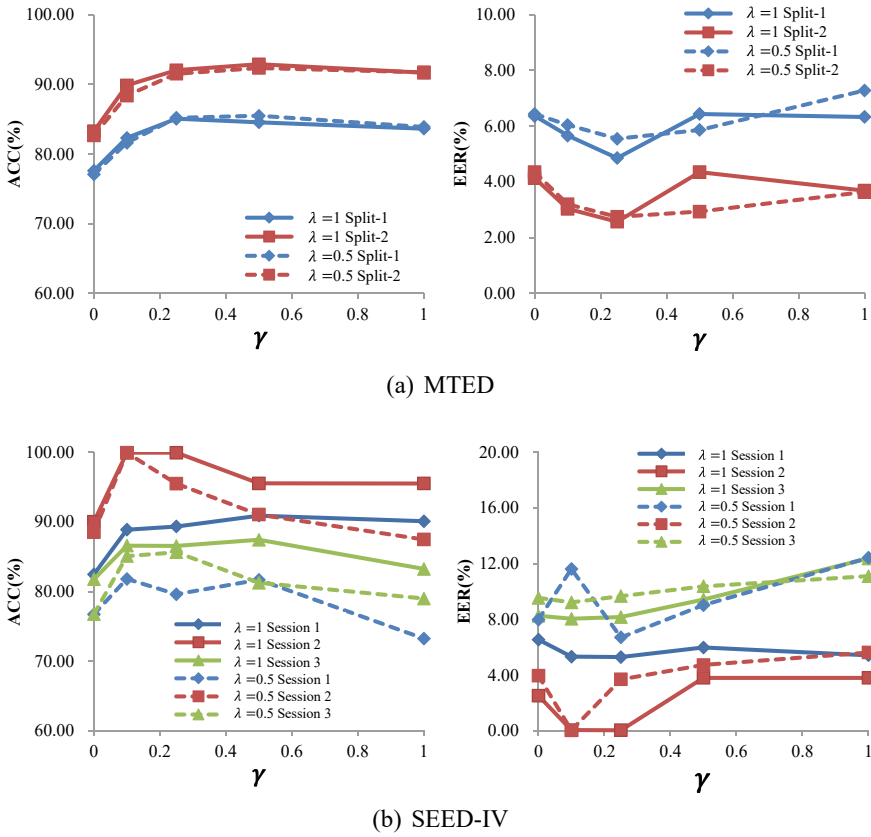 100.00
90.00
80.00
70.00
60.00
ACC(%)
0
0.2
0.4
0.6
0.8
1
γ
λ=1 Split-1
λ=1 Split-2
λ=0.5 Split-1
λ=0.5 Split-2
10.00
8.00
6.00
4.00
2.00
0.00
EER(%)
0
0.2
0.4
0.6
0.8
1
γ
λ=1 Split-1
λ=1 Split-2
λ=0.5 Split-1
λ=0.5 Split-2
(a) MTED
100.00
90.00
80.00
70.00
60.00
ACC(%)
0
0.2
0.4
0.6
0.8
1
γ
λ=1 Session 1
λ=1 Session 2
λ=1 Session 3
λ=0.5 Session 1
λ=0.5 Session 2
λ=0.5 Session 3
20.00
16.00
12.00
8.00
4.00
0.00
EER(%)
0
0.2
0.4
0.6
0.8
1
γ
λ=1 Session 1
λ=1 Session 2
λ=1 Session 3
λ=0.5 Session 1
λ=0.5 Session 2
λ=0.5 Session 3
(b) SEED-IV